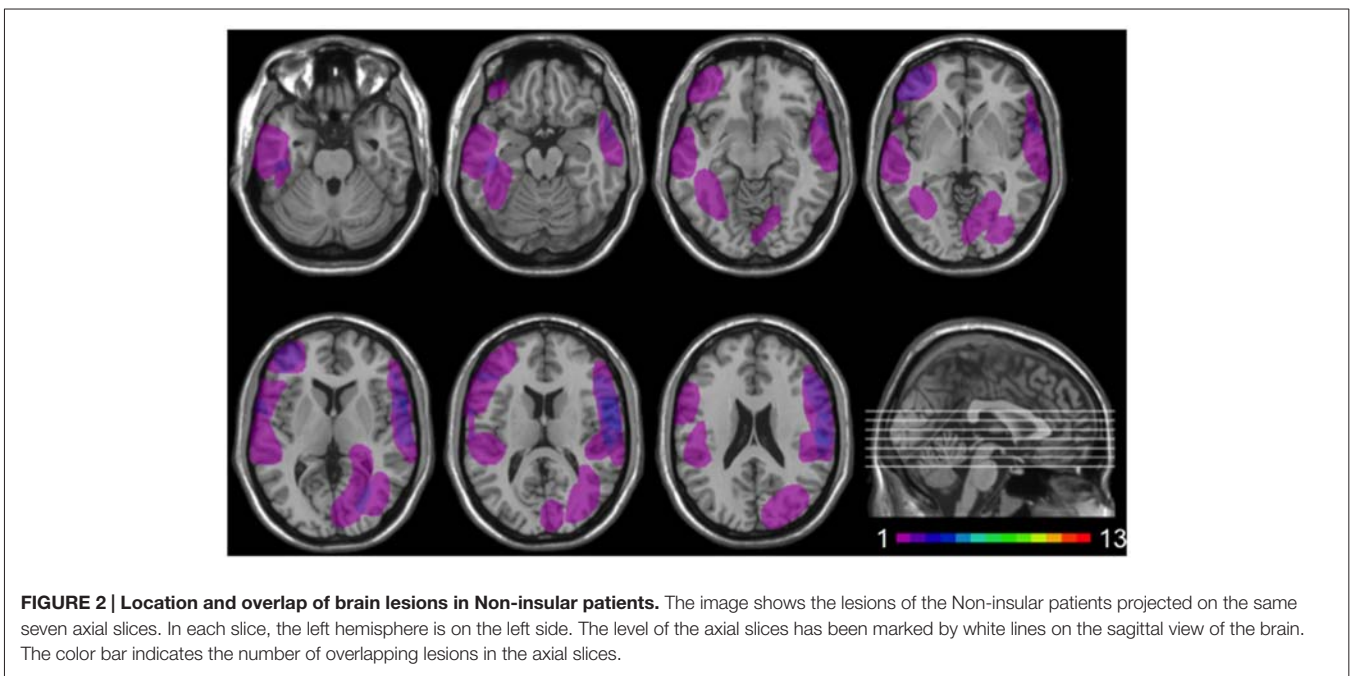 1 13
FIGURE 2 | Location and overlap of brain lesions in Non-insular patients. The image shows the lesions of the Non-insular patients projected on the same
seven axial slices. In each slice, the left hemisphere is on the left side. The level of the axial slices has been marked by white lines on the sagittal view of the brain.
The color bar indicates the number of overlapping lesions in the axial slices.